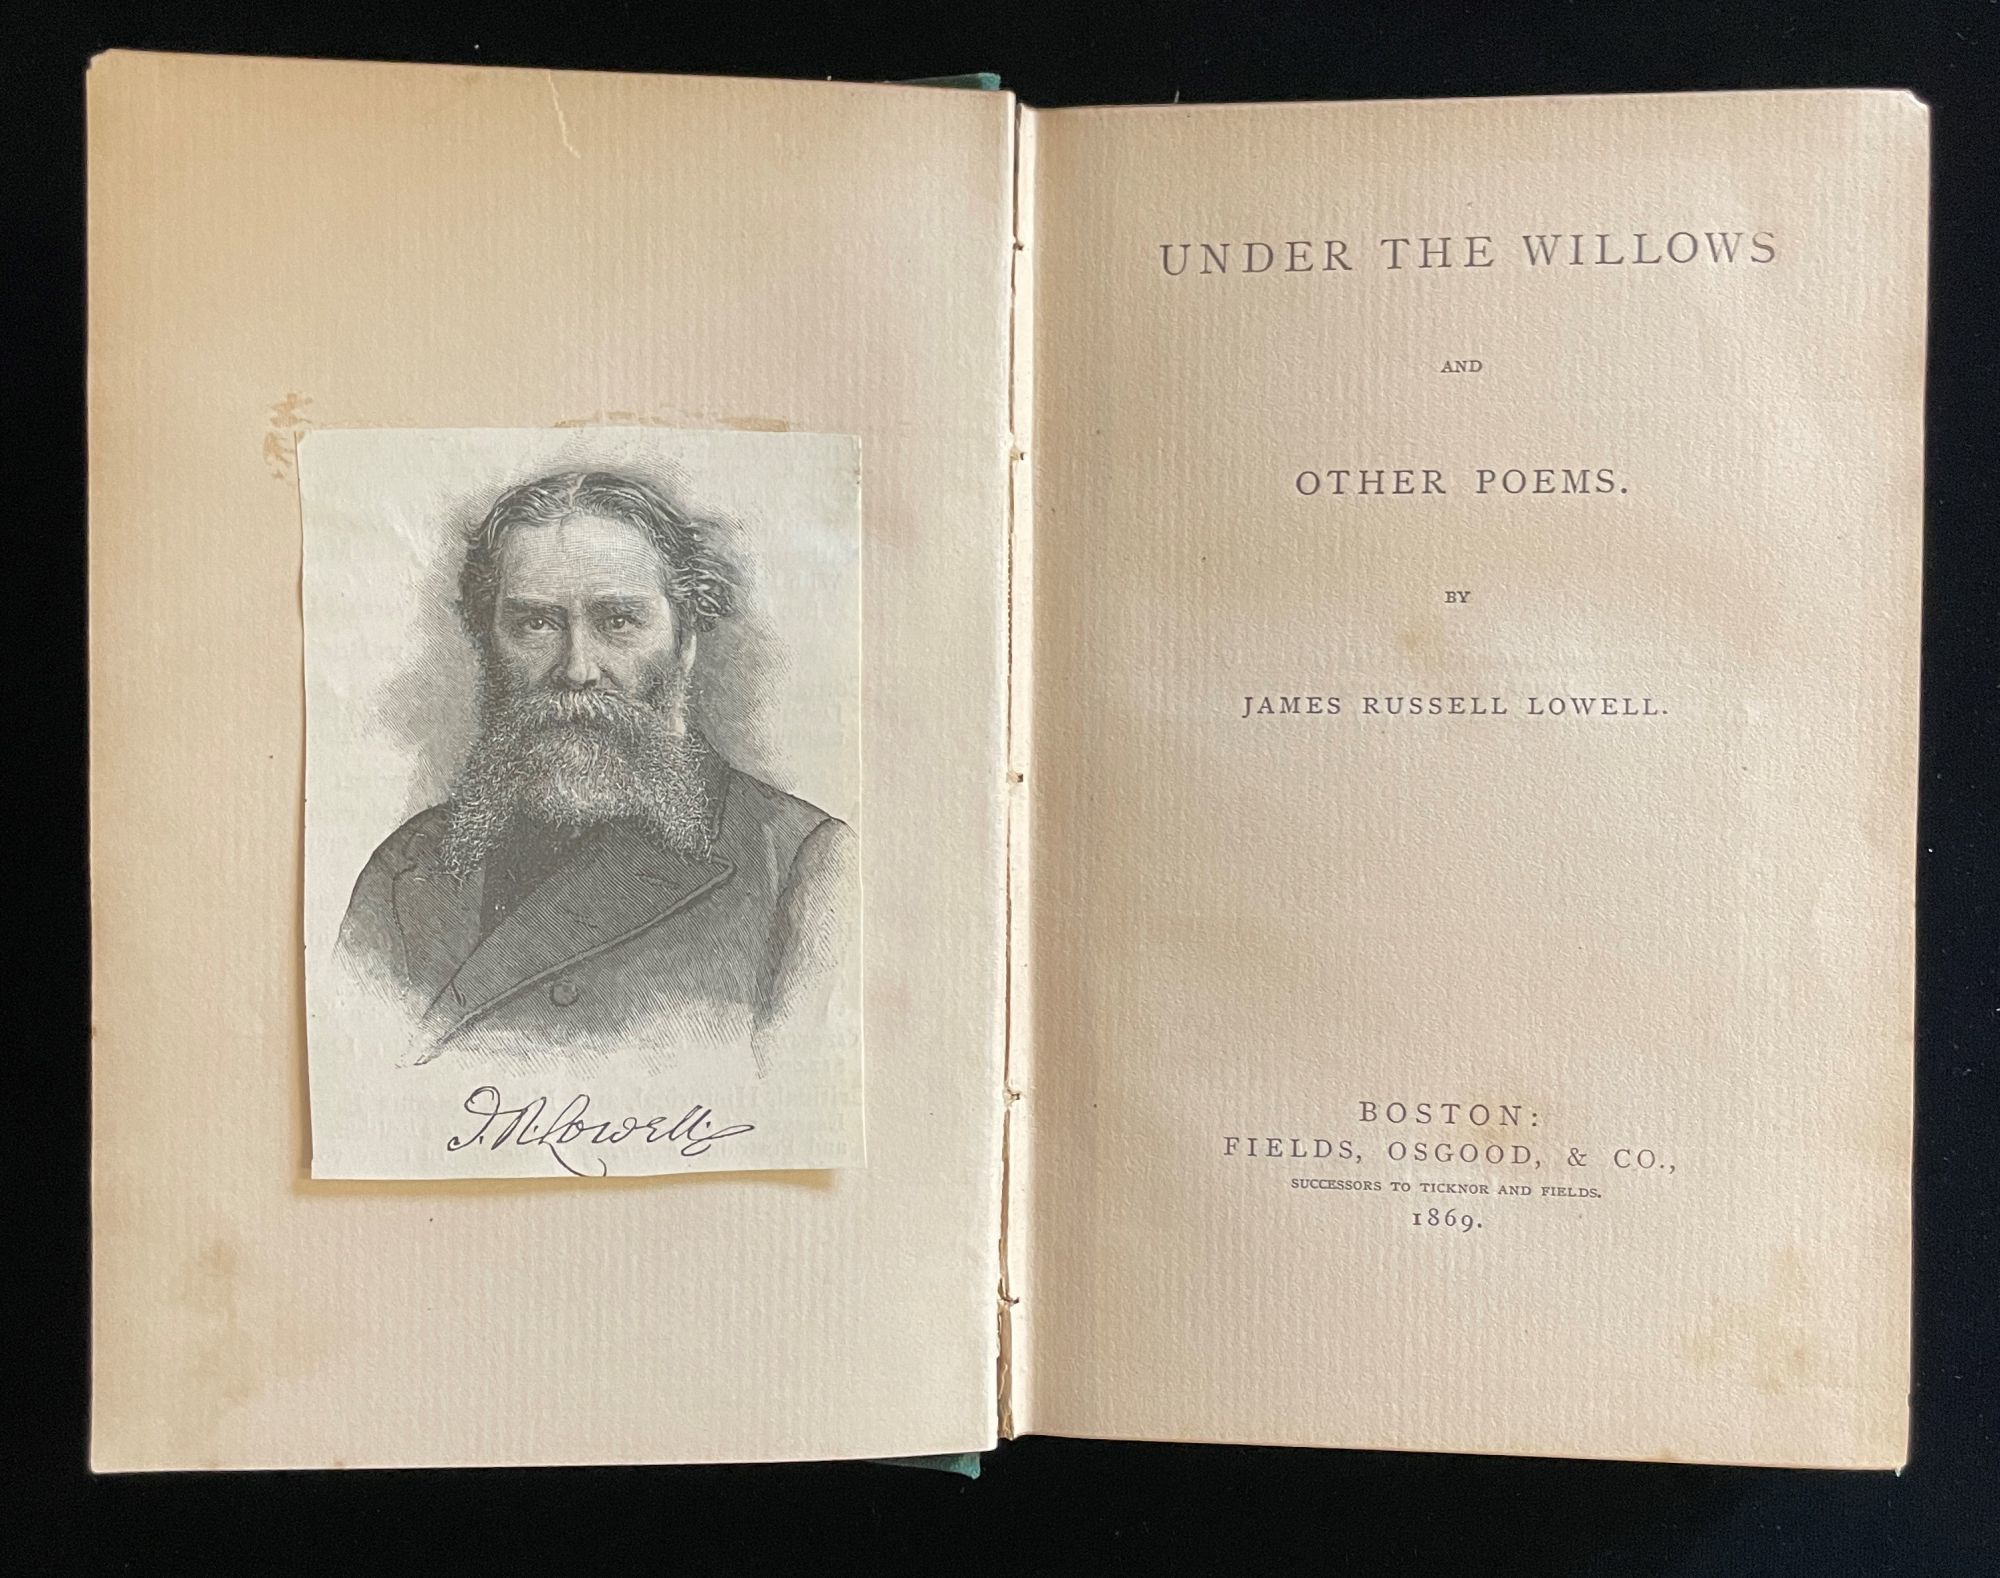 J. R. Lowell.
UNDER THE WILLOWS
AND
OTHER POEMS.
BY
JAMES RUSSELL LOWELL.
BOSTON:
FIELDS, OSGOOD, & CO.,
SUCCESSORS TO TICKNOR AND FIELDS.
1869.